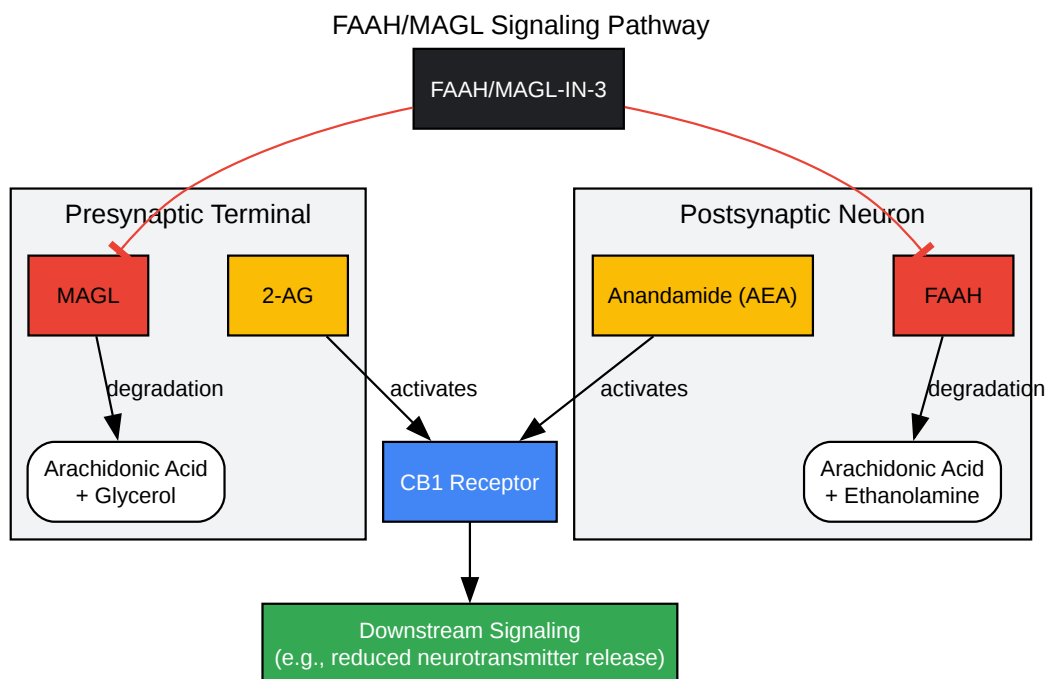 FAAH/MAGL Signaling Pathway
FAAH/MAGL-IN-3
Presynaptic Terminal
Postsynaptic Neuron
MAGL
2-AG
Anandamide (AEA)
FAAH
degradation
activates
activates
degradation
Arachidonic Acid
+ Glycerol
CB1 Receptor
Arachidonic Acid
+ Ethanolamine
Downstream Signaling
(e.g., reduced neurotransmitter release)